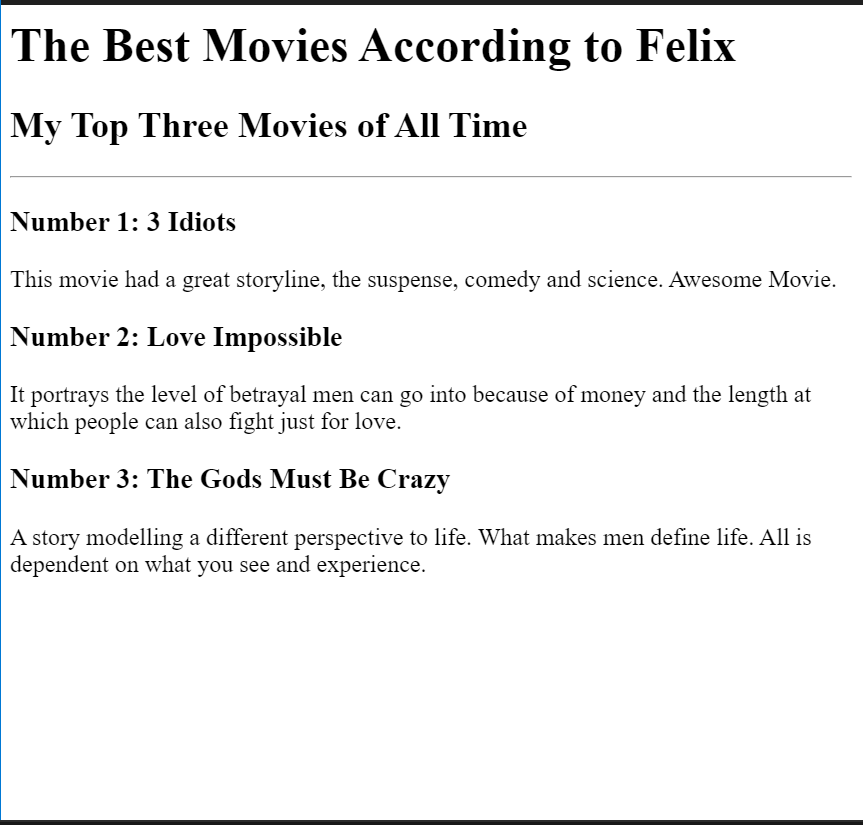 The Best Movies According to Felix
My Top Three Movies of All Time
Number 1: 3 Idiots
This movie had a great storyline, the suspense, comedy and science. Awesome Movie.
Number 2: Love Impossible
It portrays the level of betrayal men can go into because of money and the length at
which people can also fight just for love.
Number 3: The Gods Must Be Crazy
A story modelling a different perspective to life. What makes men define life. All is
dependent on what you see and experience.